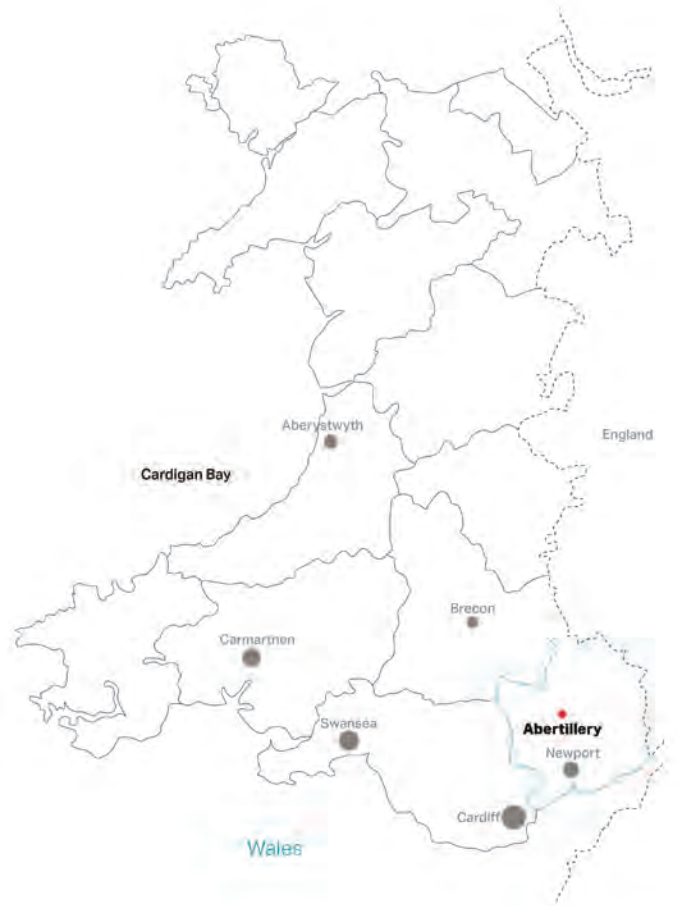 Aberystwyth
England
Cardigan Bay
Brecon
Carmarthen
Swansea
Abertillery
Newport
Cardiff
Wales